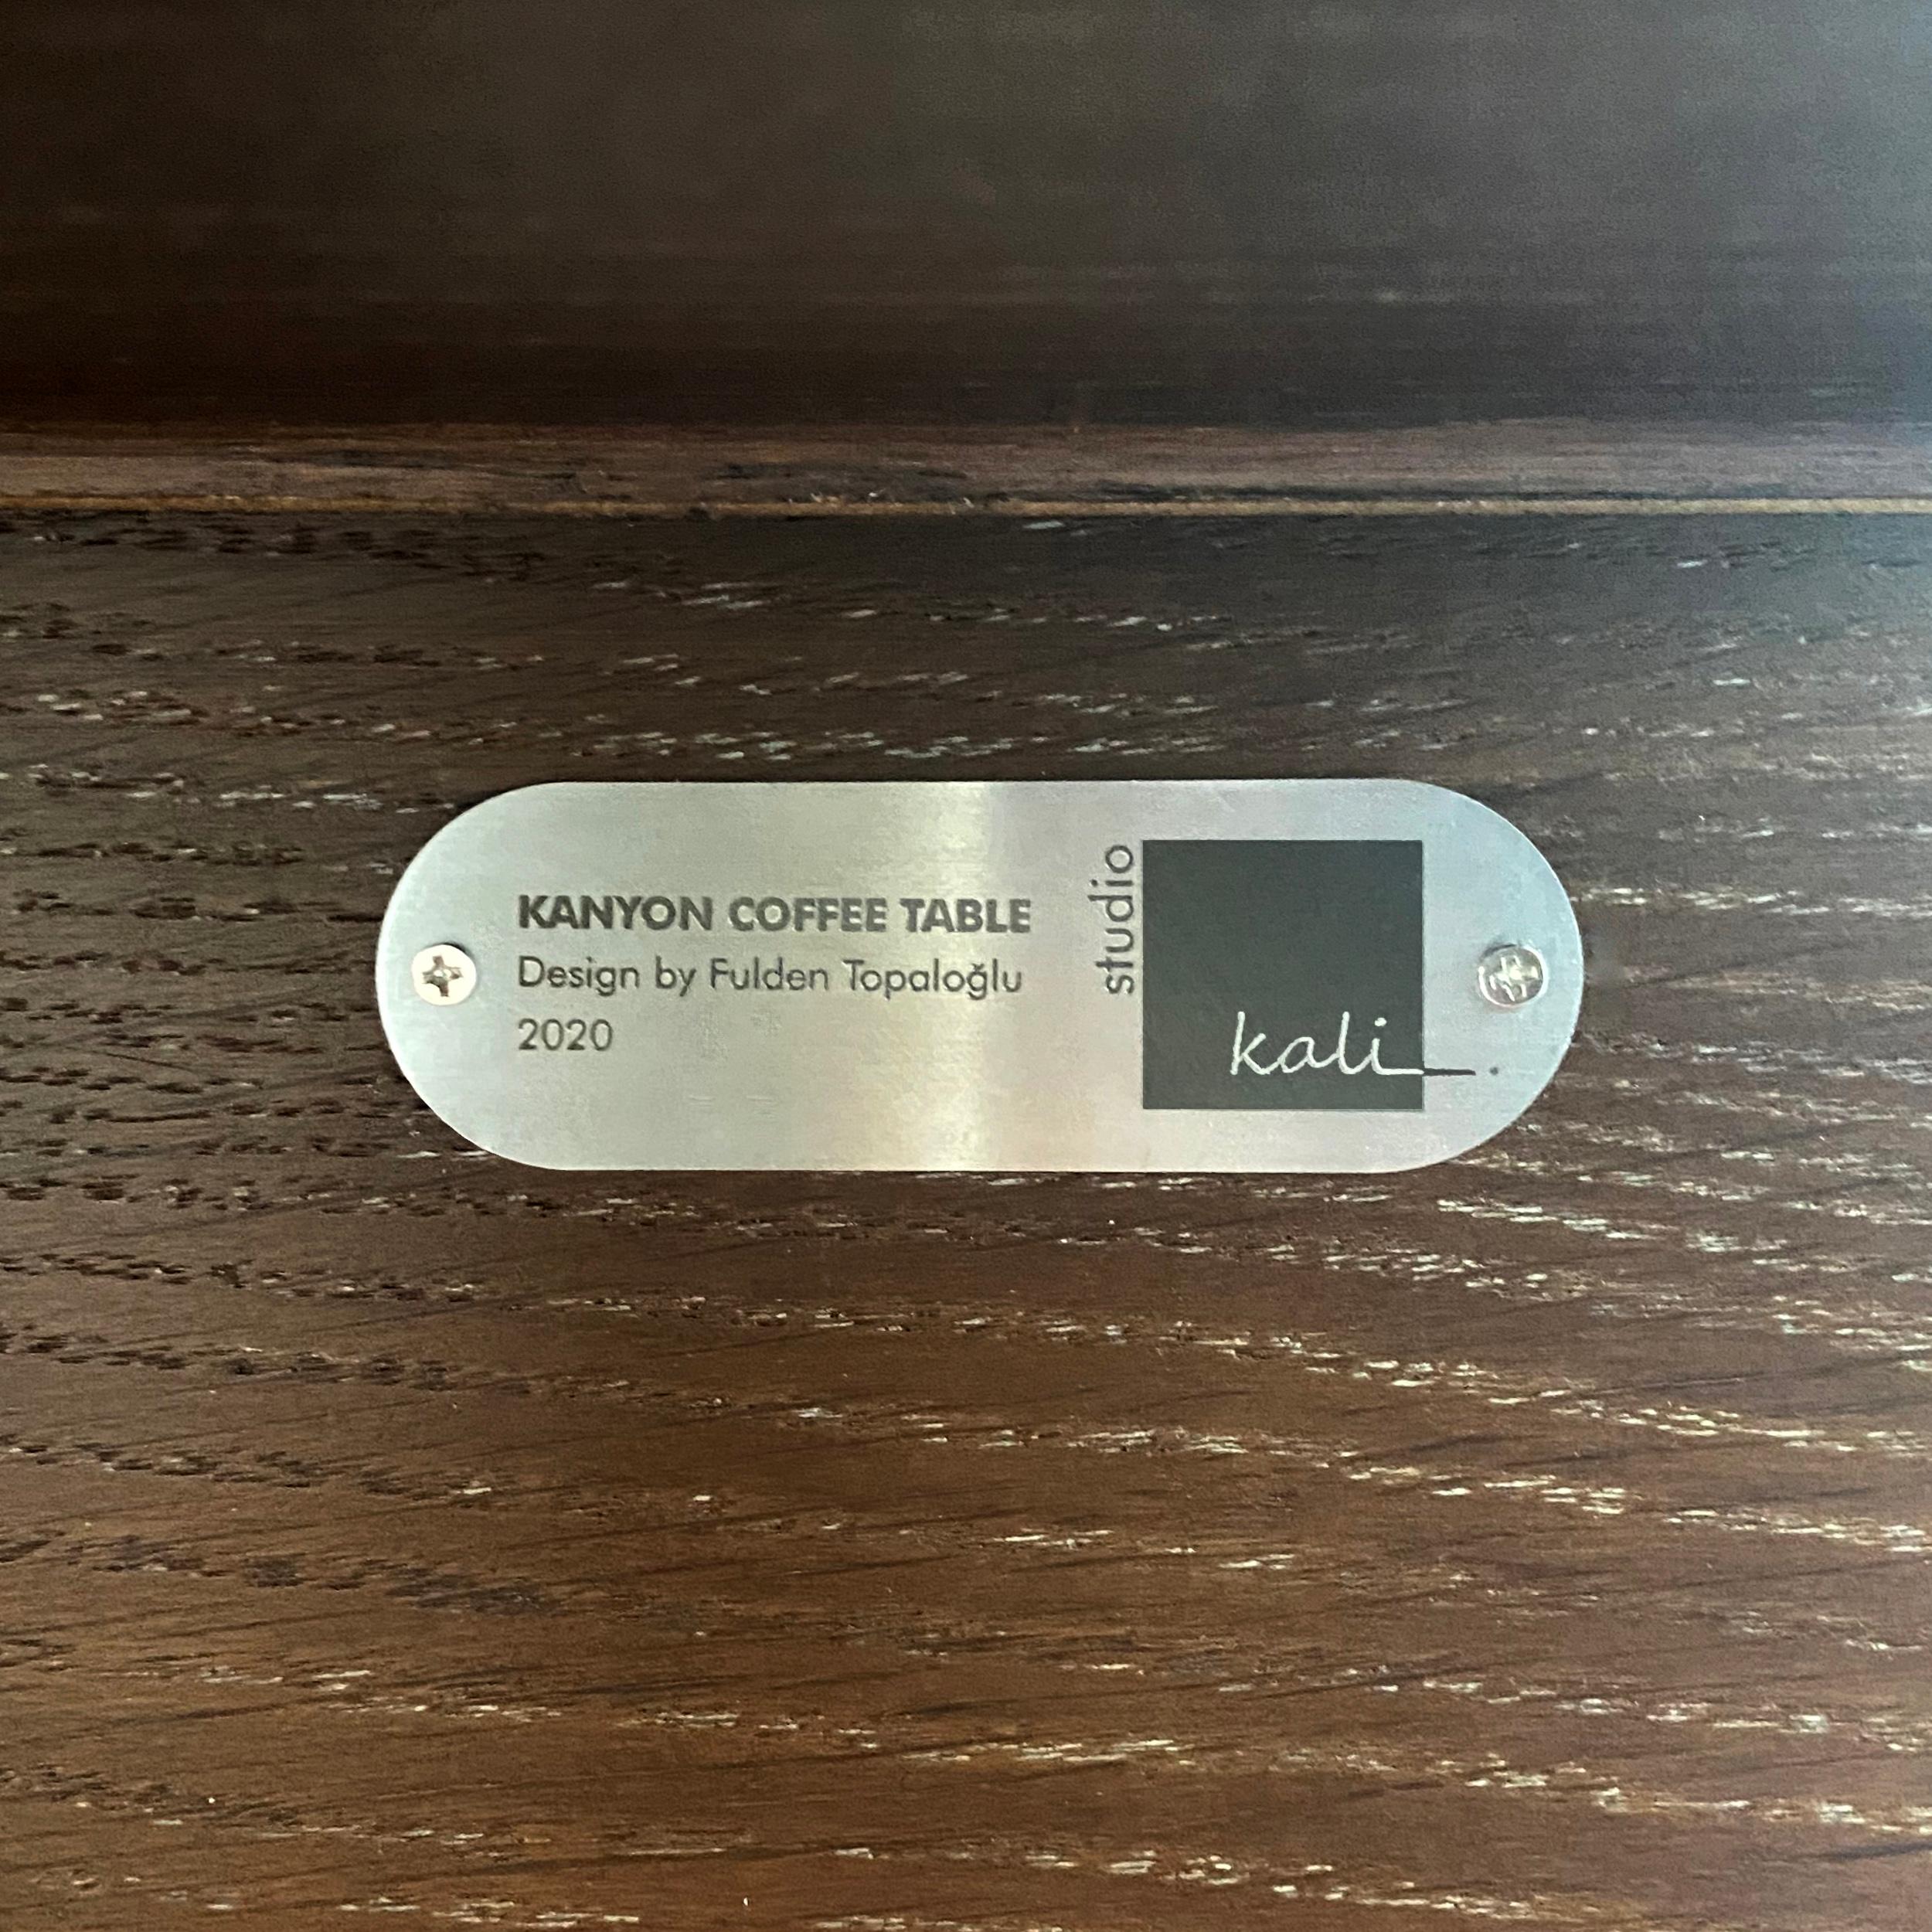 KANYON COFFEE TABLE
Design by Fulden Topaloğlu
2020
studio
kali